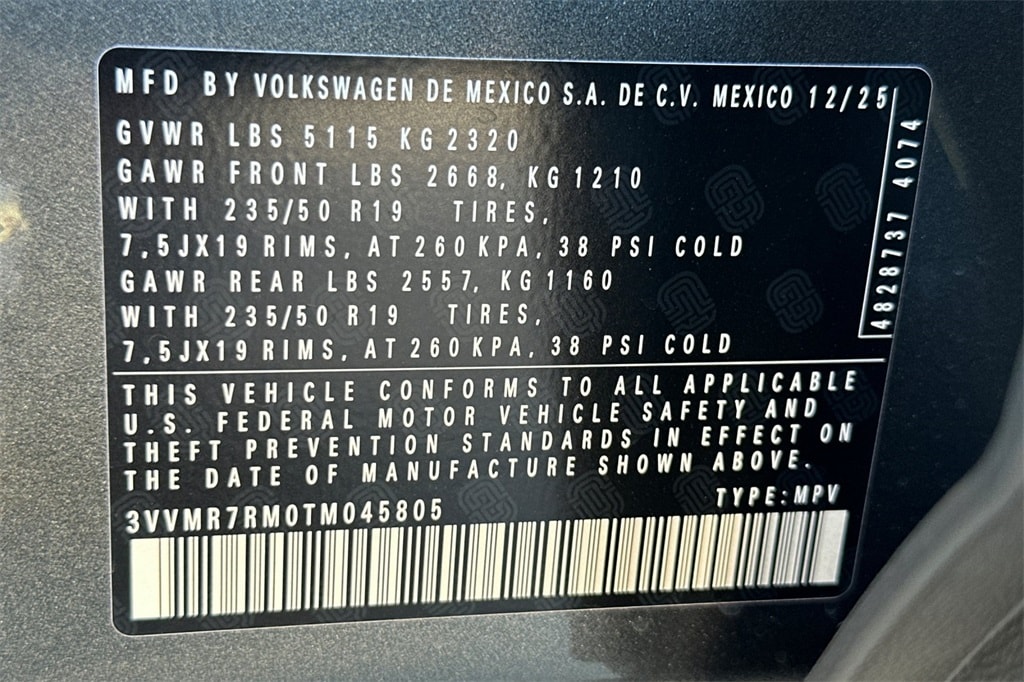 MFD BY VOLKSWAGEN DE MEXICO S.A. DE C.V. MEXICO 12/25
GVWR LBS 5115 KG 2320
GAWR FRONT LBS 2668, KG 1210
WITH 235/50 R19 TIRES,
7,5JX19 RIMS, AT 260 KPA, 38 PSI COLD
GAWR REAR LBS 2557, KG 1160
WITH 235/50 R19 TIRES,
7,5JX19 RIMS, AT 260 KPA, 38 PSI COLD
4828737 4074
THIS VEHICLE CONFORMS TO ALL APPLICABLE
U.S. FEDERAL MOTOR VEHICLE SAFETY AND
THEFT PREVENTION STANDARDS IN EFFECT ON
THE DATE OF MANUFACTURE SHOWN ABOVE.
TYPE: MPV
3VVMR7RM0TM045805